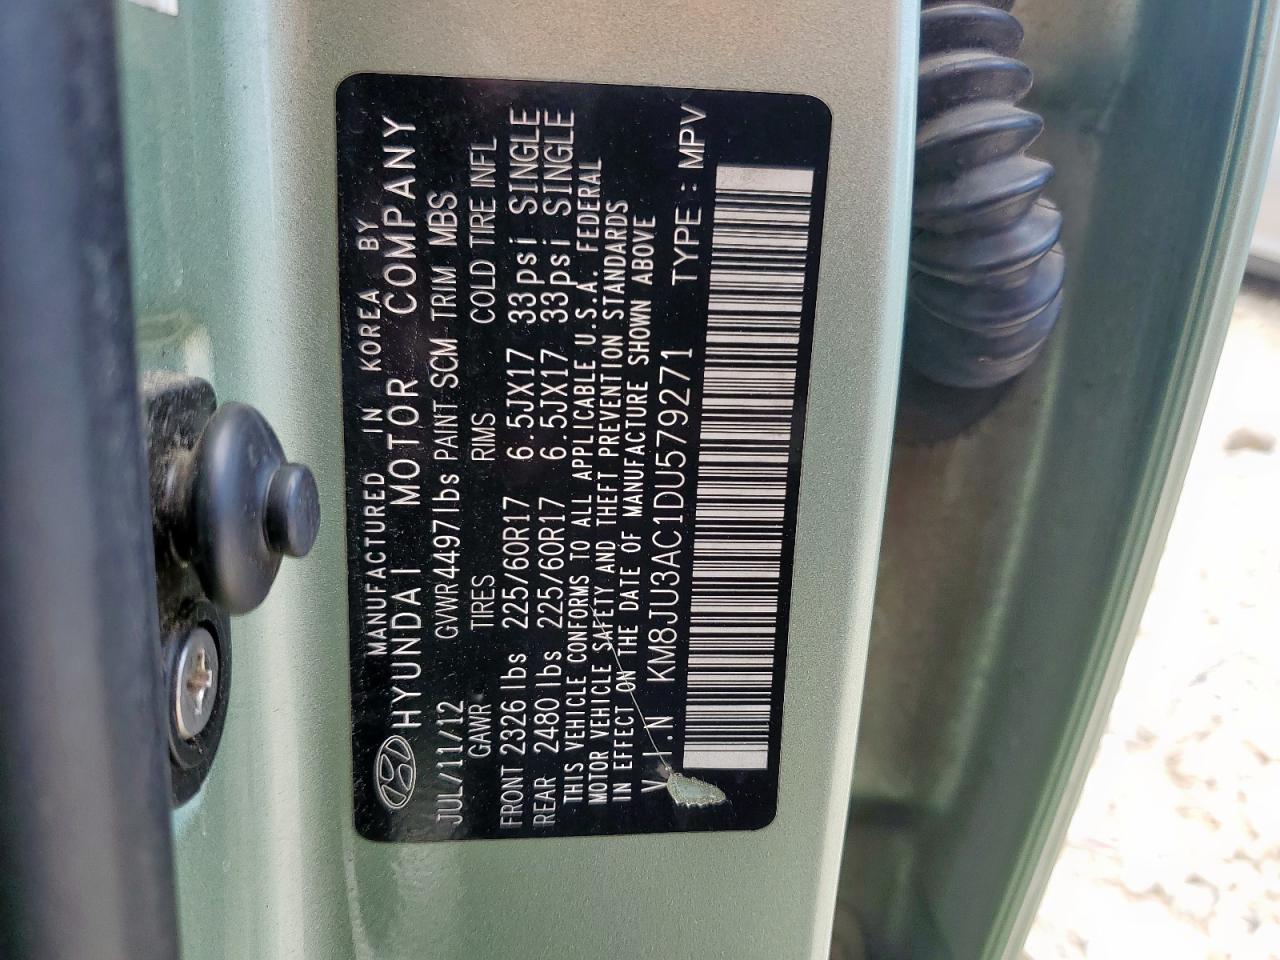 MANUFACTURED IN KOREA BY
HYUNDAI MOTOR COMPANY
JUL/11/12 GVWR4497lbs PAINT SCM TRIM MBS
GAWR TIRES RIMS COLD TIRE INFL
FRONT 2326 lbs 225/60R17 6.5JX17 33psi SINGLE
REAR 2480 lbs 225/60R17 6.5JX17 33psi SINGLE
THIS VEHICLE CONFORMS TO ALL APPLICABLE U.S.A. FEDERAL
MOTOR VEHICLE SAFETY AND THEFT PREVENTION STANDARDS
IN EFFECT ON THE DATE OF MANUFACTURE SHOWN ABOVE
V.I.N KM8JU3AC1DU579271 TYPE: MPV